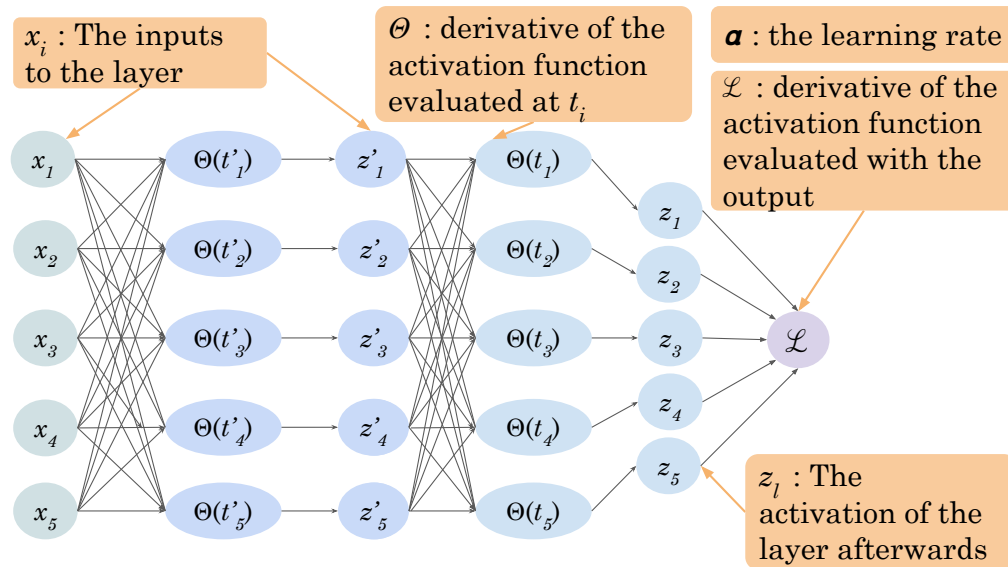 x_i : The inputs
to the layer
Θ : derivative of the
activation function
evaluated at t_i
α : the learning rate
ℒ : derivative of the
activation function
evaluated with the
output
x_1 Θ(t'_1) z'_1 Θ(t_1)
z_1
x_2 Θ(t'_2) z'_2 Θ(t_2)
z_2
x_3 Θ(t'_3) z'_3 Θ(t_3) z_3 ℒ
z_4
x_4 Θ(t'_4) z'_4 Θ(t_4)
z_5
x_5 Θ(t'_5) z'_5 Θ(t_5)
z_l : The
activation of the
layer afterwards